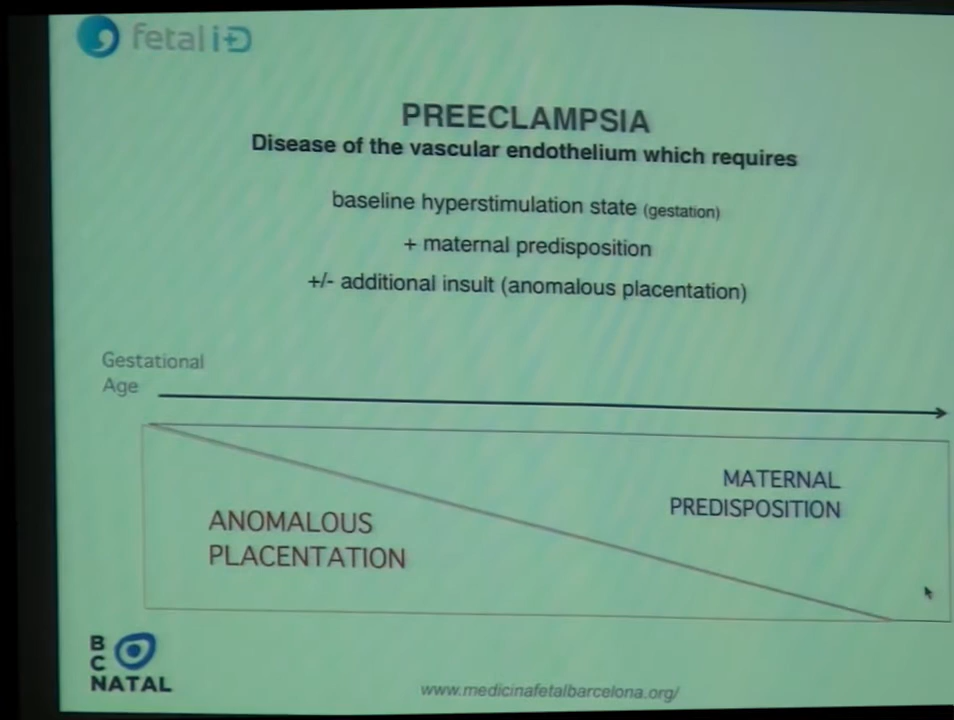 fetal i+D
PREECLAMPSIA
Disease of the vascular endothelium which requires
baseline hyperstimulation state (gestation)
+ maternal predisposition
+/- additional insult (anomalous placentation)
Gestational
Age
MATERNAL
PREDISPOSITION
ANOMALOUS
PLACENTATION
B
C
NATAL
www.medicinafetalbarcelona.org/